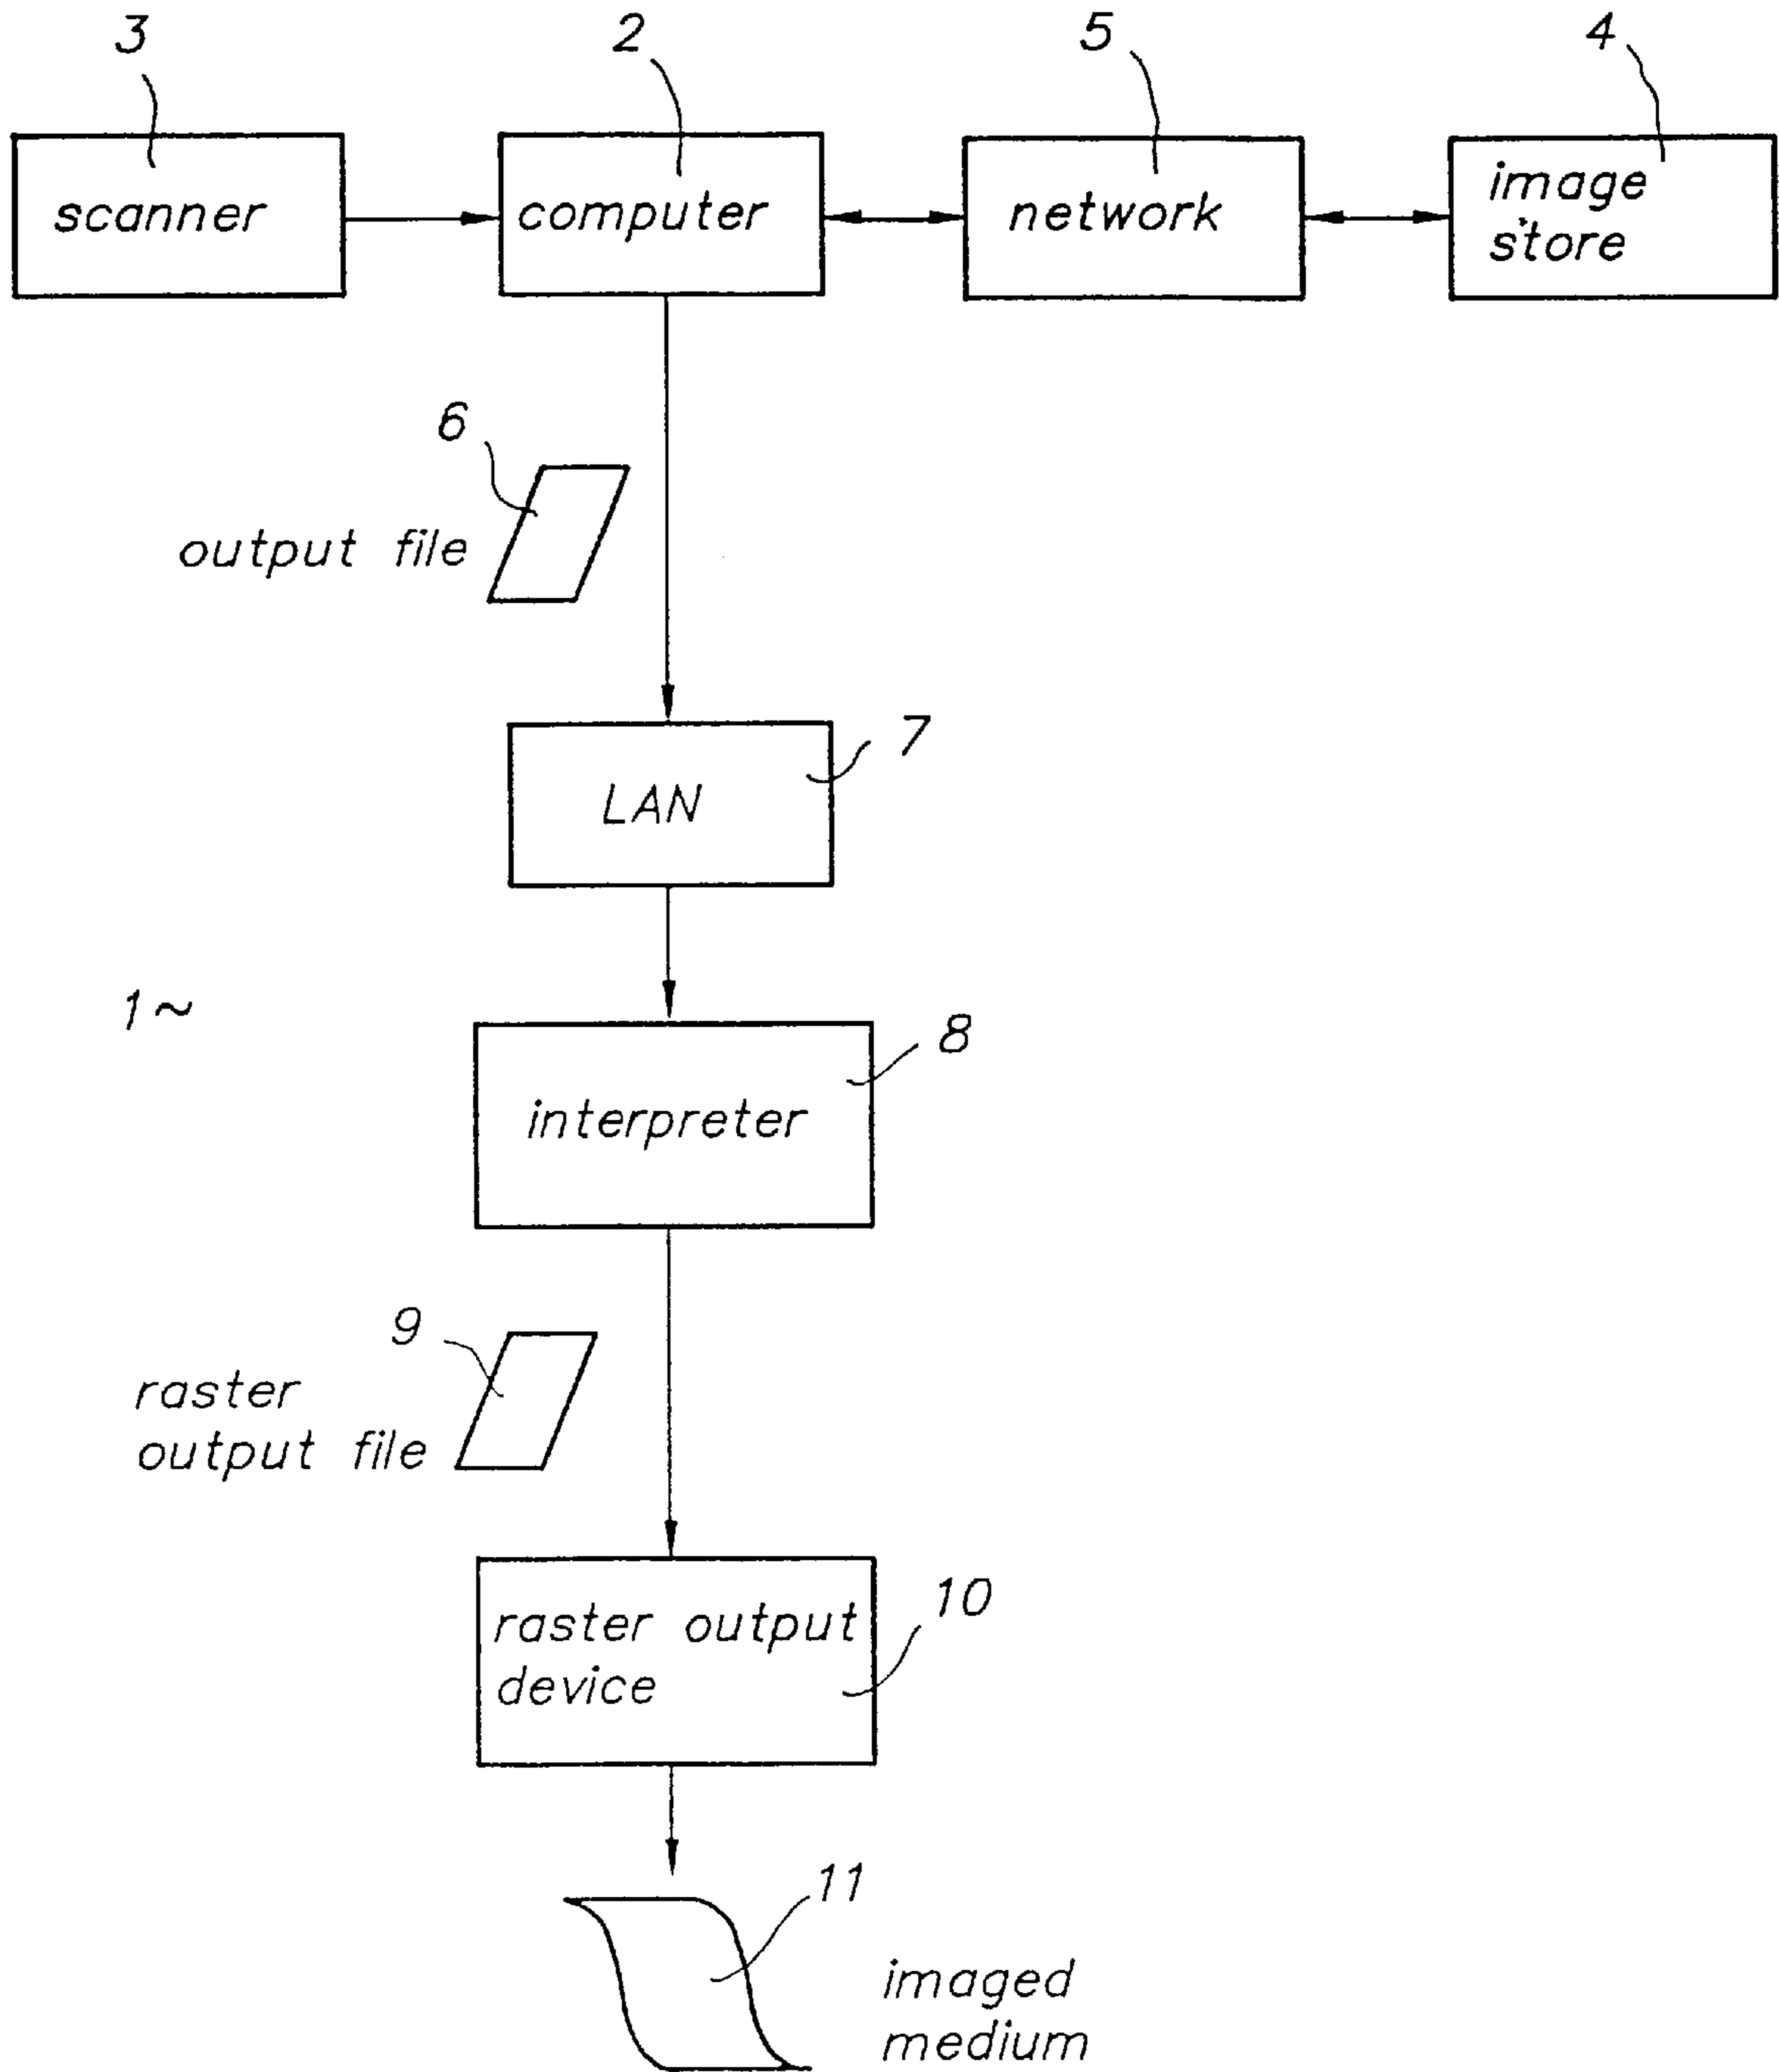 3
2
5
4
scanner
computer
network
image
store
6
output file
7
LAN
1~
8
interpreter
9
raster
output file
10
raster output
device
11
imaged
medium